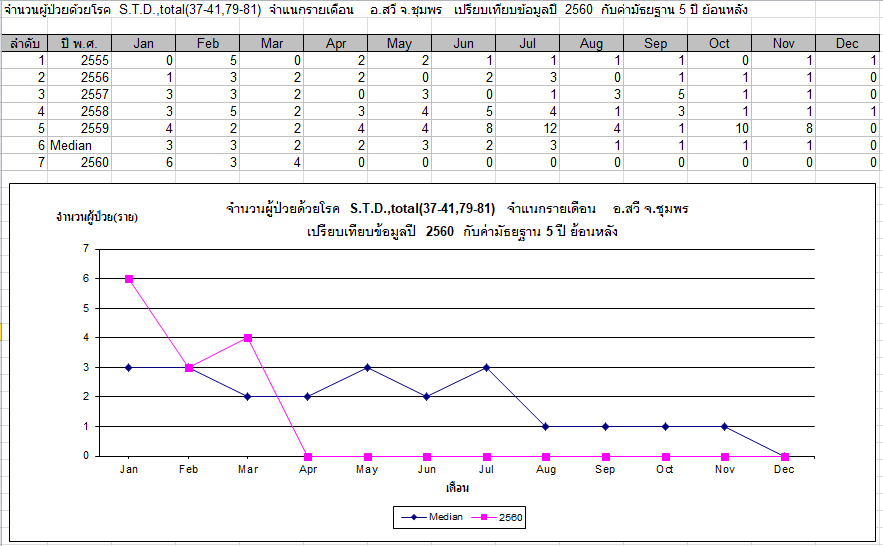 จำนวนผู้ป่วยด้วยโรค S.T.D.,total(37-41,79-81) จำแนกรายเดือน อ.สวี จ.ชุมพร เปรียบเทียบข้อมูลปี 2560 กับค่ามัธยฐาน 5 ปี ย้อนหลัง
ลำดับ ปี พ.ศ. Jan Feb Mar Apr May Jun Jul Aug Sep Oct Nov Dec
1 2555 0 5 0 2 2 1 1 1 1 0 1 1
2 2556 1 3 2 2 0 2 3 0 1 1 1 0
3 2557 3 3 2 0 3 0 1 3 5 1 1 0
4 2558 3 5 2 3 4 5 4 1 3 1 1 1
5 2559 4 2 2 4 4 8 12 4 1 10 8 0
6 Median 3 3 2 2 3 2 3 1 1 1 1 0
7 2560 6 3 4 0 0 0 0 0 0 0 0 0
จำนวนผู้ป่วยด้วยโรค S.T.D.,total(37-41,79-81) จำแนกรายเดือน อ.สวี จ.ชุมพร
เปรียบเทียบข้อมูลปี 2560 กับค่ามัธยฐาน 5 ปี ย้อนหลัง
จำนวนผู้ป่วย(ราย)
7
6
5
4
3
2
1
0
Jan Feb Mar Apr May Jun Jul Aug Sep Oct Nov Dec
เดือน
Median 2560